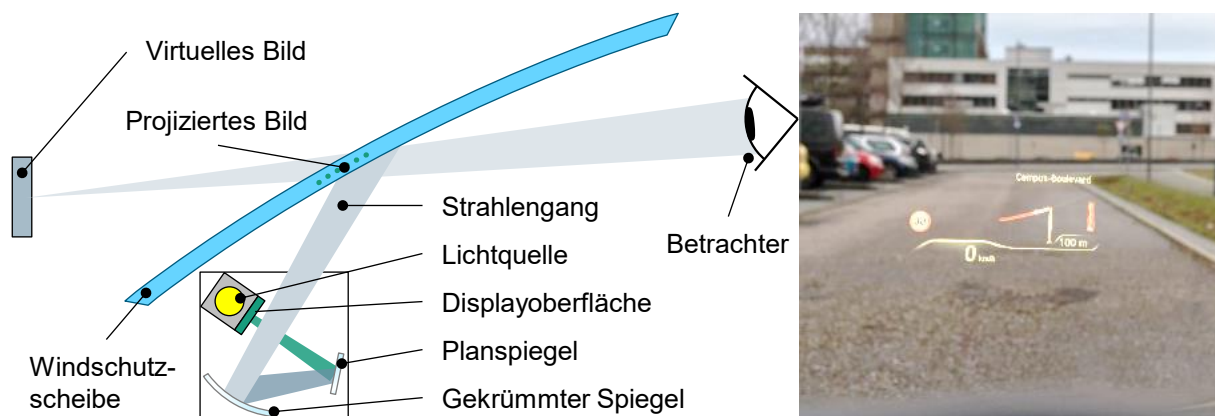 Virtuelles Bild
Projiziertes Bild
Strahlengang
Lichtquelle
Displayoberfläche
Planspiegel
Gekrümmter Spiegel
Windschutz-
scheibe
Betrachter
Campus-Boulevard
100 m
0 km/h